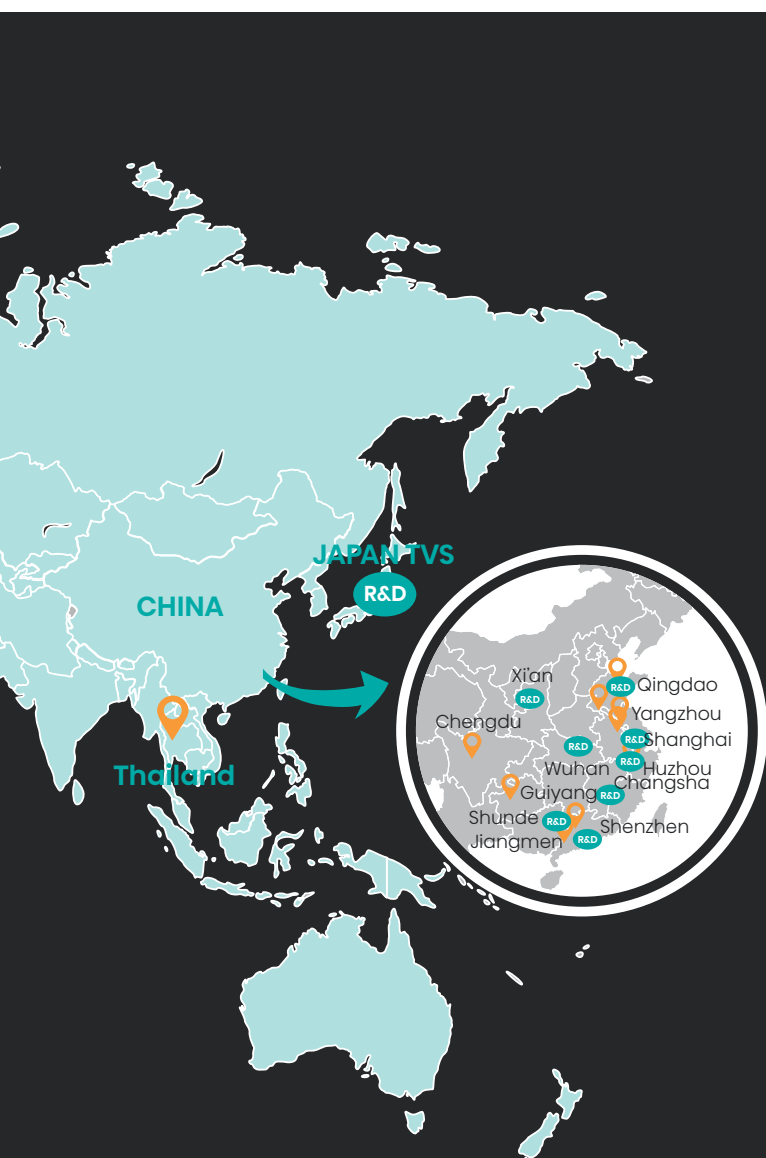 JAPAN TVS
R&D
CHINA
Thailand
Xi'an
R&D
R&D
Qingdao
Chengdu
Yangzhou
R&D
Shanghai
R&D
Wuhan
R&D
Huzhou
Changsha
Guiyang
R&D
Shunde
R&D
Shenzhen
Jiangmen
R&D